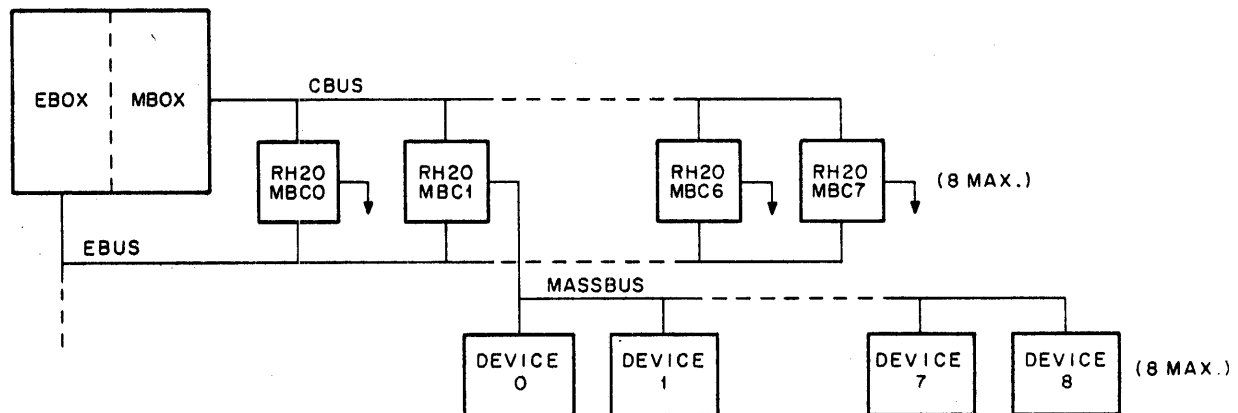 EBOX
MBOX
CBUS
RH20
MBC0
RH20
MBC1
RH20
MBC6
RH20
MBC7
(8 MAX.)
EBUS
MASSBUS
DEVICE
0
DEVICE
1
DEVICE
7
DEVICE
8
(8 MAX.)